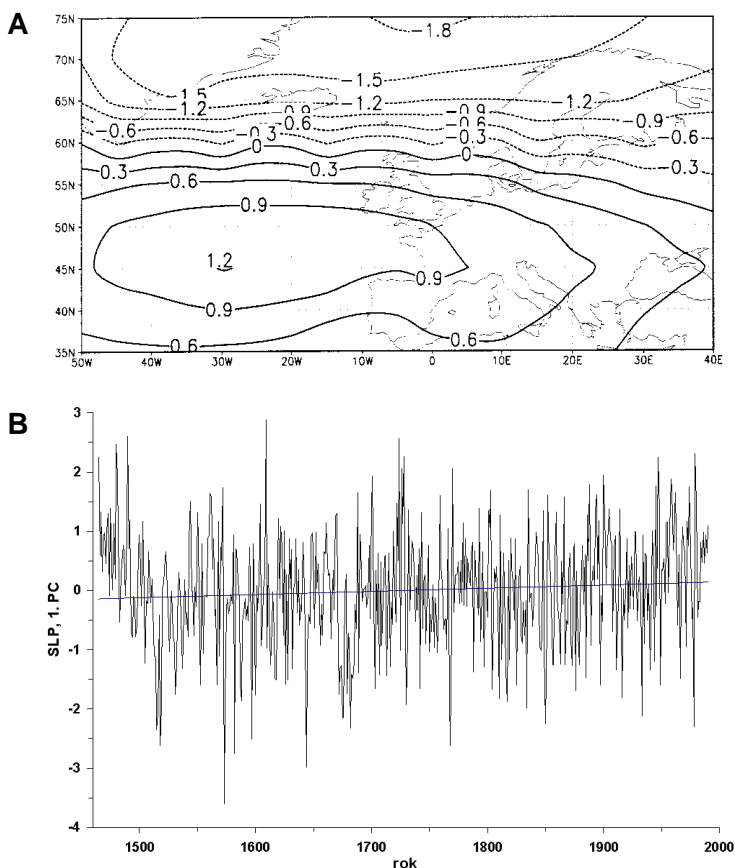 A
75N
−1.8
70N
−1.5
−1.5
65N
−1.2 −1.2 −1.2
−0.9 −0.9 −0.9
−0.6 −0.6 −0.6 −0.6
−0.3 −0.3
60N
0 0
−0.3
0.3 0.3
55N
0.6
0.9
50N
1.2
45N
0.9
40N
0.9
0.6 0.6
35N
50W 40W 30W 20W 10W 0 10E 20E 30E 40E
B
3
2
1
0
-1
-2
-3
-4
SLP, 1. PC
1500 1600 1700 1800 1900 2000
rok